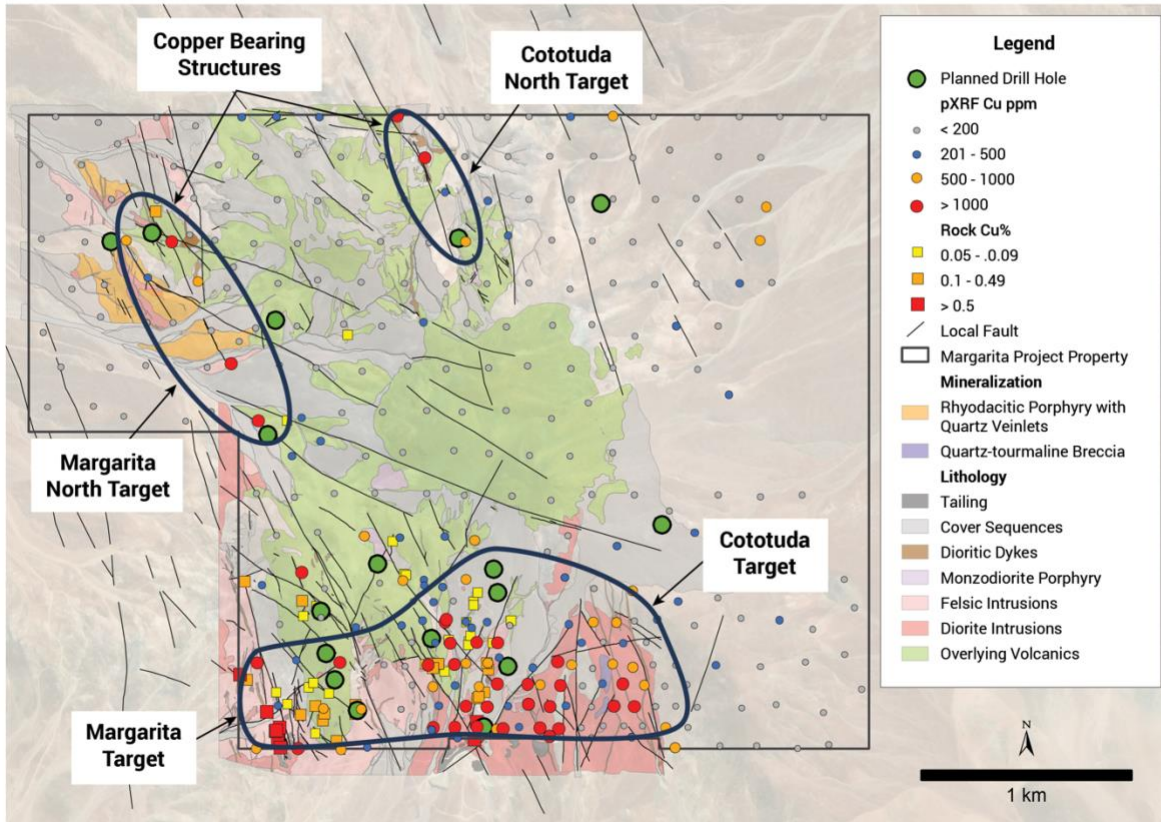 Copper Bearing
Structures
Cototuda
North Target
Margarita
North Target
Cototuda
Target
Margarita
Target
Legend
Planned Drill Hole
pXRF Cu ppm
< 200
201 - 500
500 - 1000
> 1000
Rock Cu%
0.05 - .0.09
0.1 - 0.49
> 0.5
Local Fault
Margarita Project Property
Mineralization
Rhyodacitic Porphyry with
Quartz Veinlets
Quartz-tourmaline Breccia
Lithology
Tailing
Cover Sequences
Dioritic Dykes
Monzodiorite Porphyry
Felsic Intrusions
Diorite Intrusions
Overlying Volcanics
N
1 km